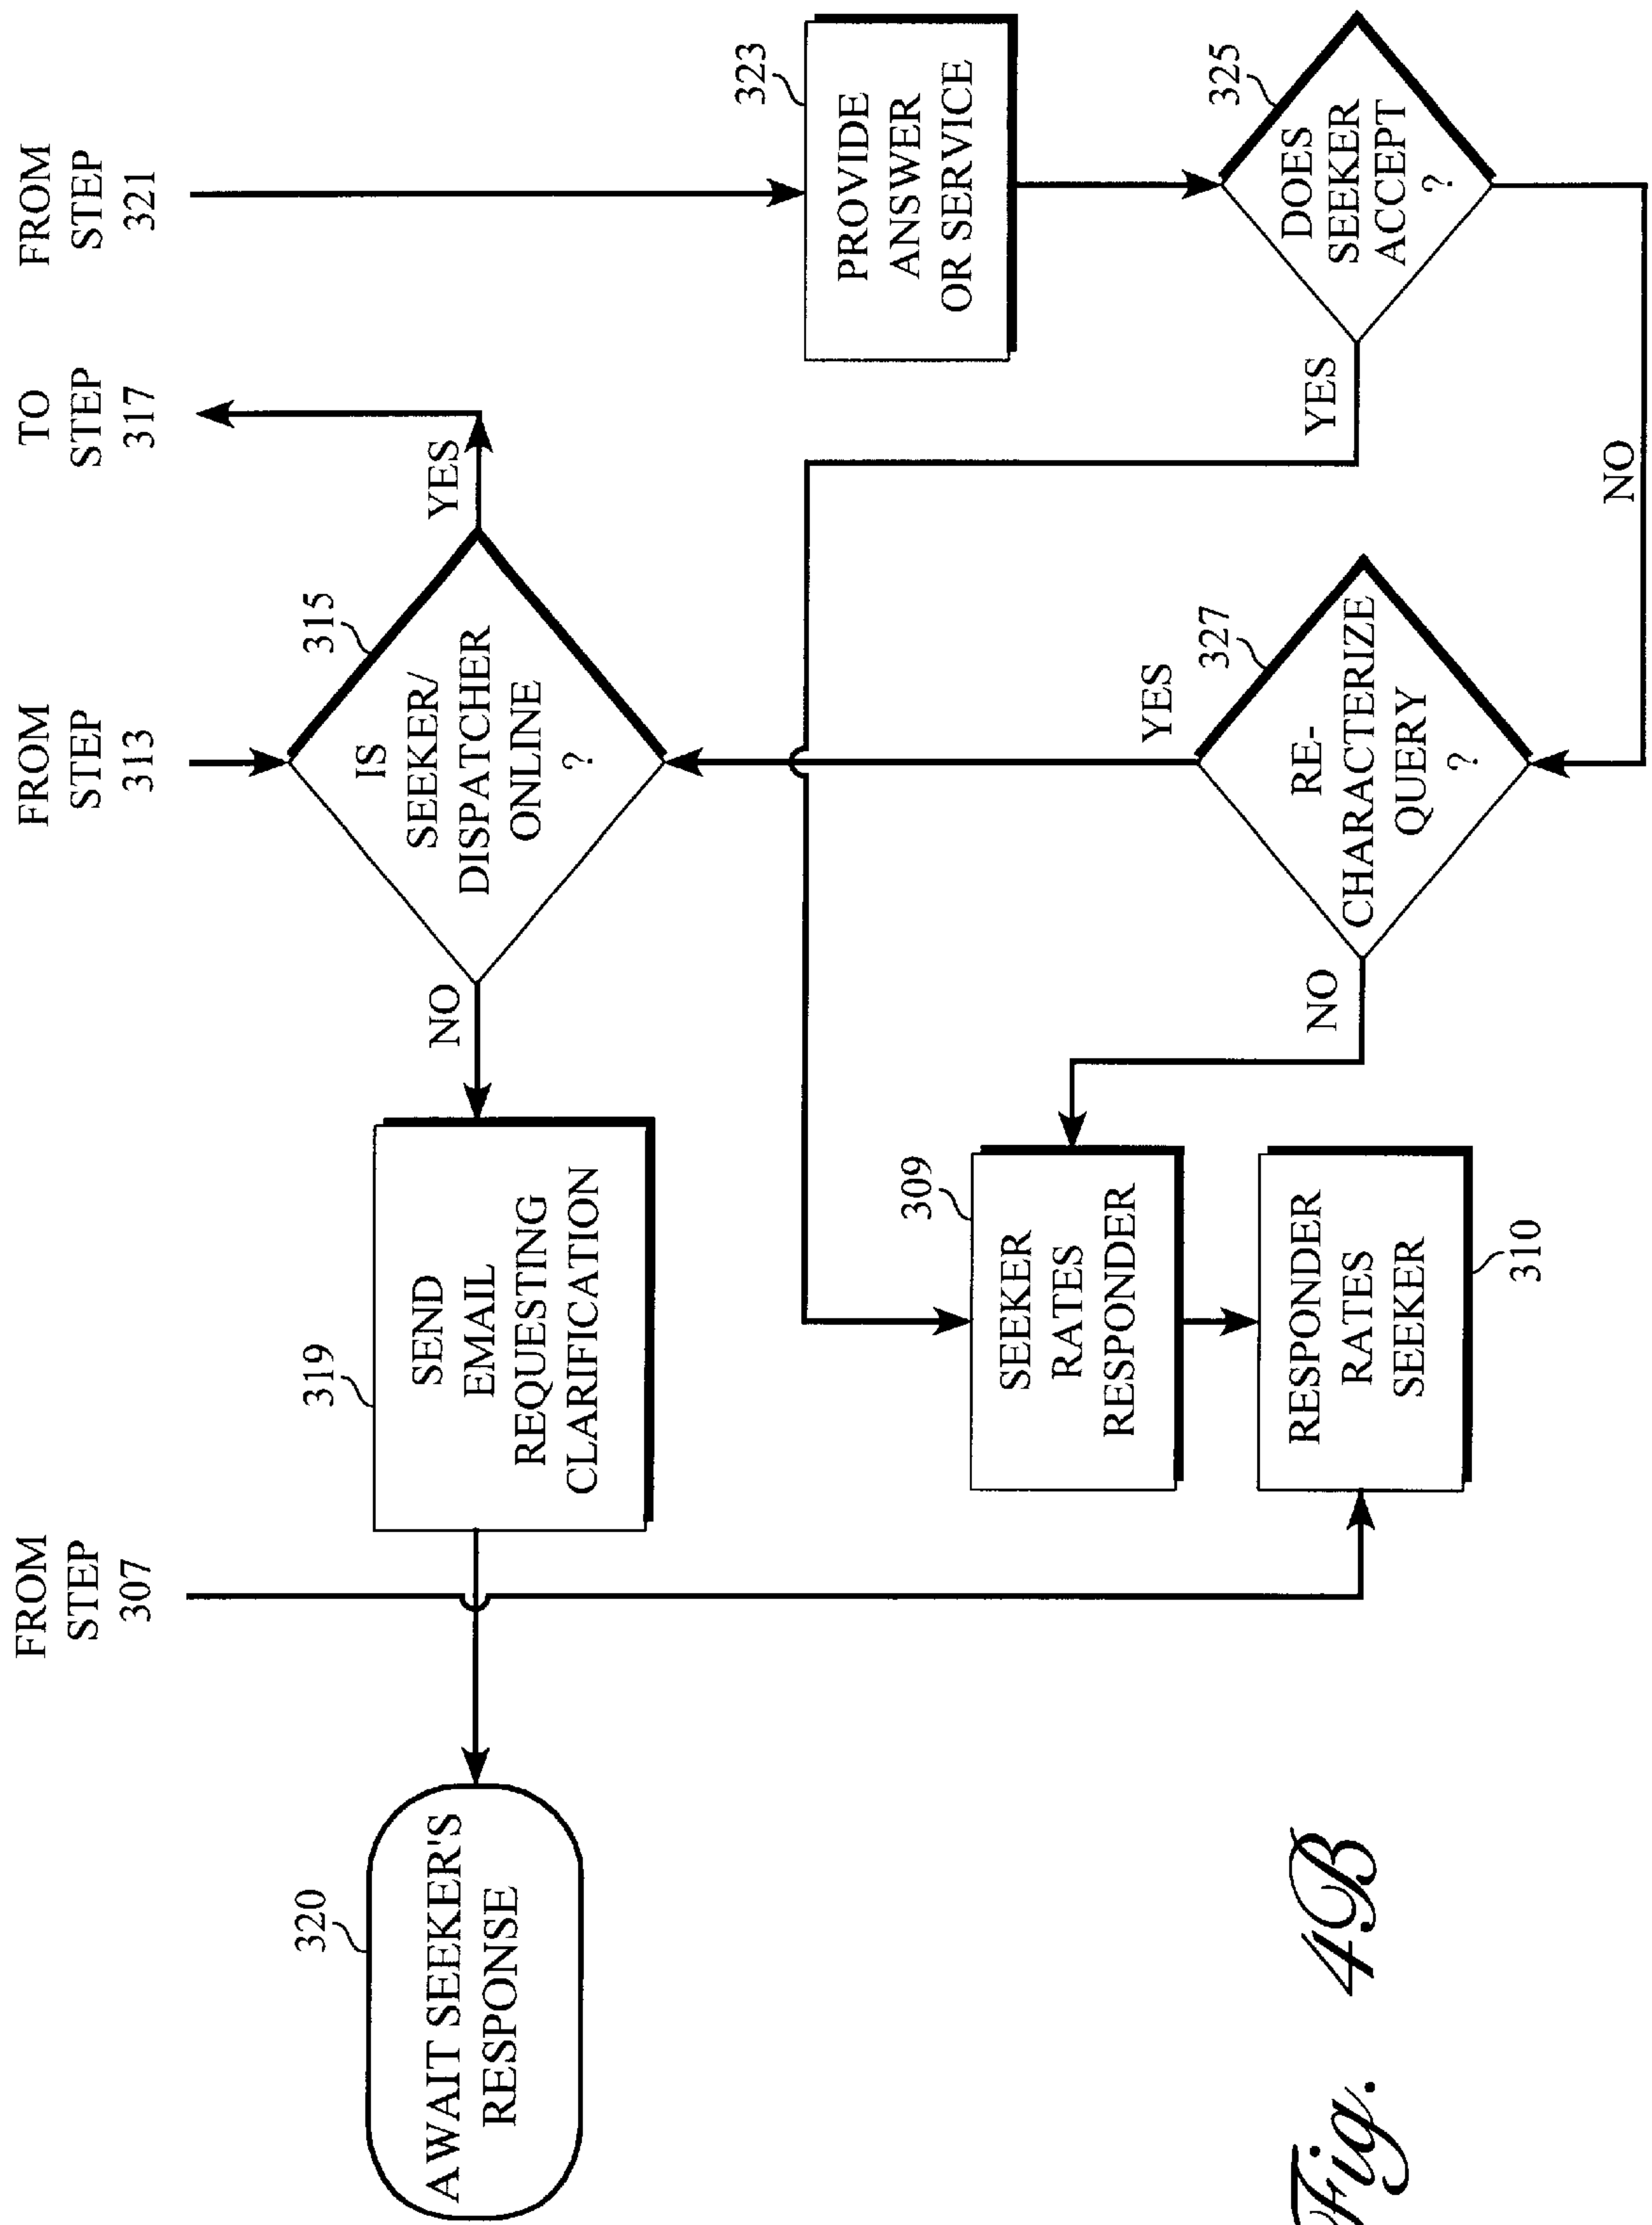 FROM
STEP
307
FROM
STEP
313
TO
STEP
317
FROM
STEP
321
320
AWAIT SEEKER'S
RESPONSE
319
SEND
EMAIL
REQUESTING
CLARIFICATION
NO
315
IS
SEEKER/
DISPATCHER
ONLINE
?
YES
323
PROVIDE
ANSWER
OR SERVICE
309
SEEKER
RATES
RESPONDER
RESPONDER
RATES
SEEKER
310
NO
YES
327
RE-
CHARACTERIZE
QUERY
?
YES
325
DOES
SEEKER
ACCEPT
?
NO
Fig. 4B